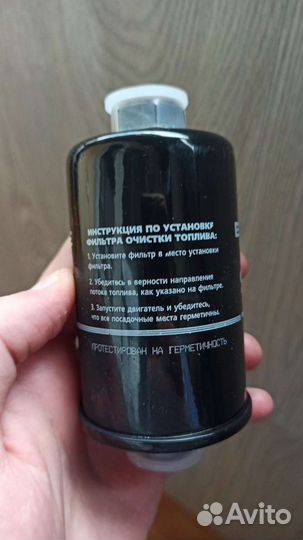 ИНСТРУКЦИЯ ПО УСТАНОВКЕ
ФИЛЬТРА ОЧИСТКИ ТОПЛИВА:
1. Установите фильтр в место установки
фильтра.
2. Убедитесь в верности направления
потока топлива, как указано на фильтре.
3. Запустите двигатель и убедитесь,
что все посадочные места герметичны.
ПРОТЕСТИРОВАН НА ГЕРМЕТИЧНОСТЬ
Avito